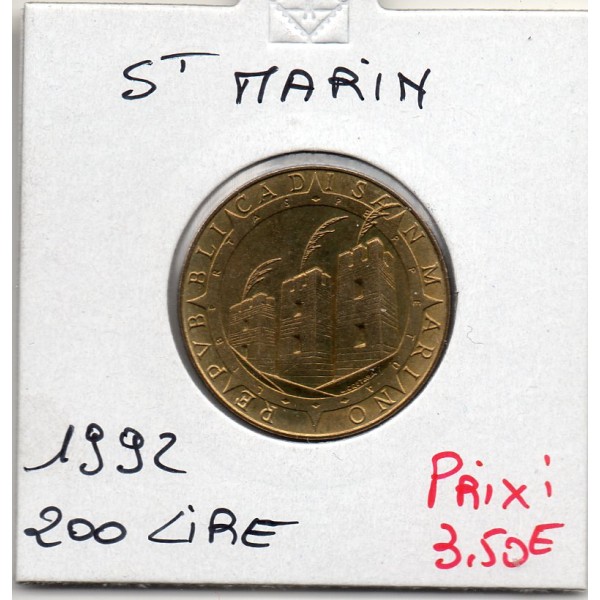 ST MARIN
REPVBBLICA DI SAN MARINO
1992
200 LIRE
PRIX :
3.50E